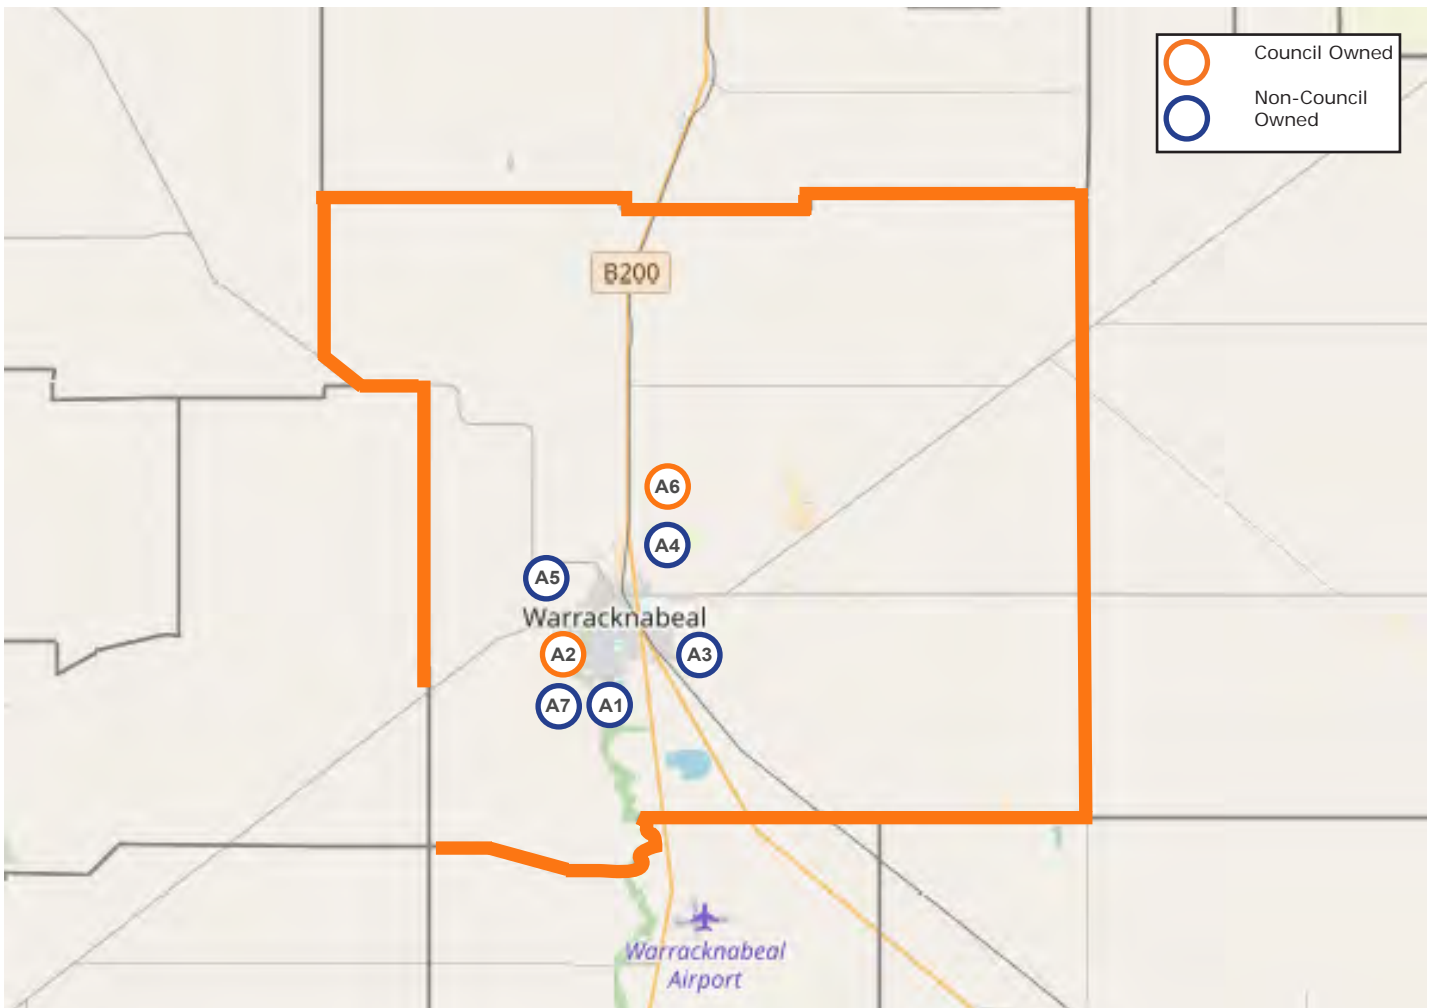 Council Owned
Non-Council
Owned
B200
A6
A4
A5
Warracknabeal
A2
A3
A7
A1
Warracknabeal
Airport